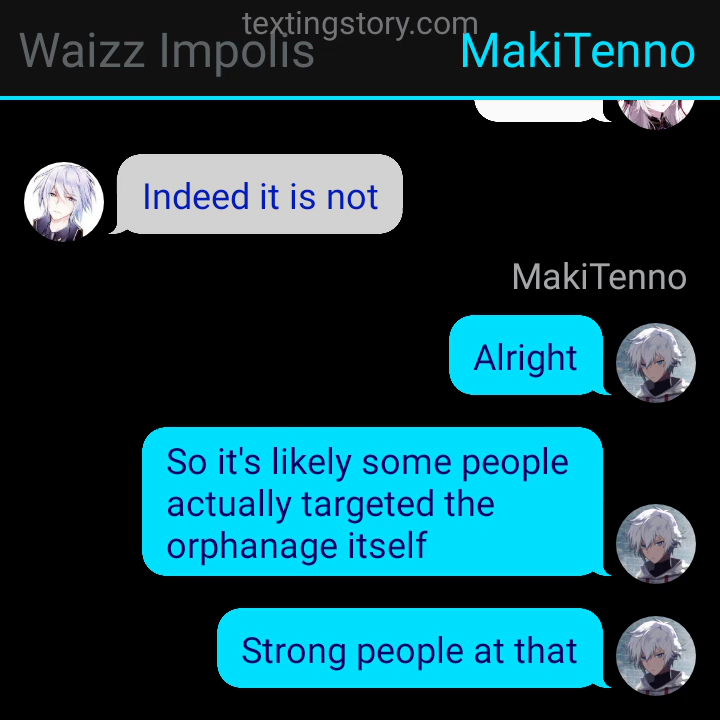 textingstory.com
Waizz Impolis MakiTenno
Indeed it is not
MakiTenno
Alright
So it's likely some people
actually targeted the
orphanage itself
Strong people at that